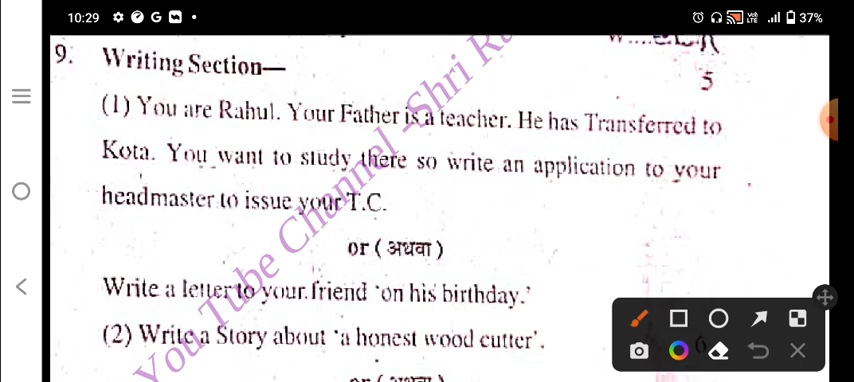 10:29
37%
9. Writing Section—
5
(1) You are Rahul. Your Father is a teacher. He has Transferred to
Kota. You want to study there so write an application to your
headmaster to issue your T.C.
or ( अथवा )
Write a letter to your friend 'on his birthday.'
(2) Write a Story about 'a honest wood cutter'.
6
You Tube Channel - Shri